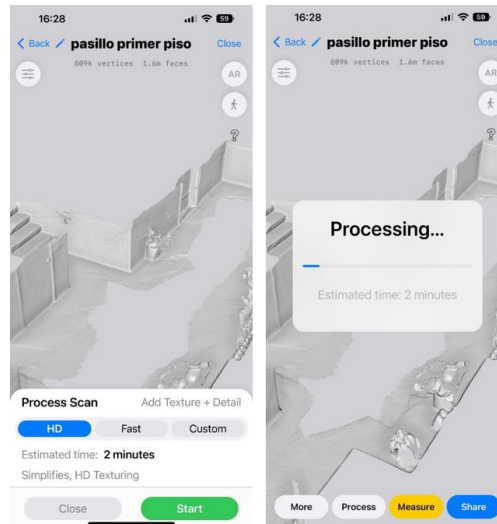 16:28
59
Back pasillo primer piso Close
809k vertices 1.6m faces
AR
?
Process Scan Add Texture + Detail
HD Fast Custom
Estimated time: 2 minutes
Simplifies, HD Texturing
Close Start
16:28
59
Back pasillo primer piso Close
809k vertices 1.6m faces
AR
?
Processing...
Estimated time: 2 minutes
More Process Measure Share